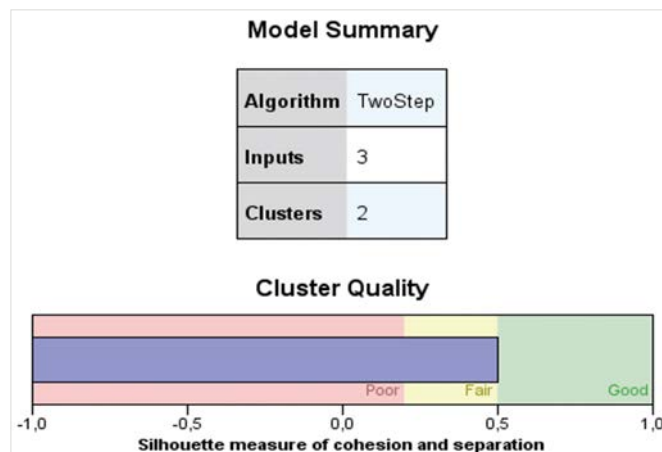 Model Summary
Algorithm TwoStep
Inputs 3
Clusters 2
Cluster Quality
Poor Fair Good
-1,0 -0,5 0,0 0,5 1,0
Silhouette measure of cohesion and separation